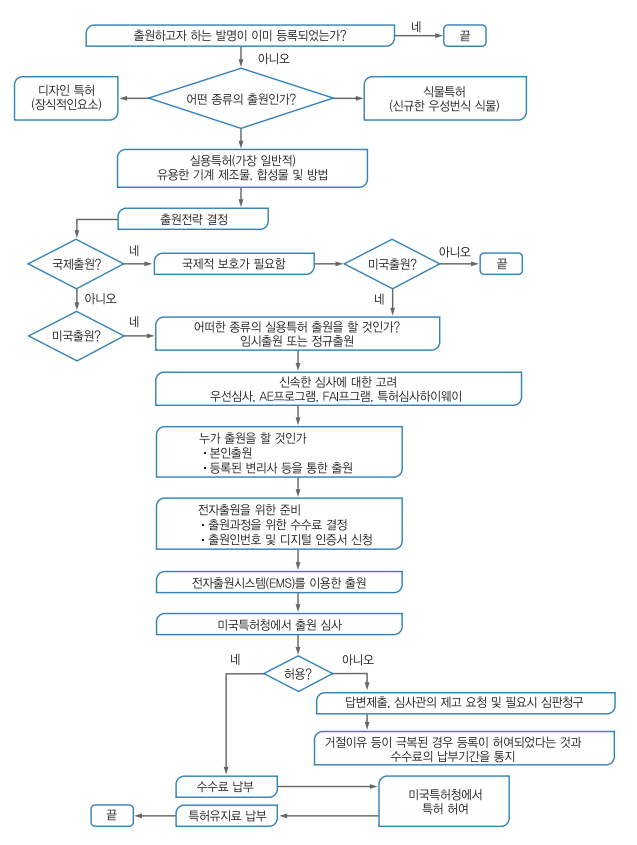 출원하고자 하는 발명이 이미 등록되었는가?
네
끝
아니오
디자인 특허
(장식적인요소)
어떤 종류의 출원인가?
식물특허
(신규한 우성번식 식물)
실용특허(가장 일반적)
유용한 기계 제조물, 합성물 및 방법
출원전략 결정
국제출원?
네
국제적 보호가 필요함
미국출원?
아니오
끝
아니오
네
미국출원?
네
어떠한 종류의 실용특허 출원을 할 것인가?
임시출원 또는 정규출원
신속한 심사에 대한 고려
우선심사, AE프로그램, FAI프그램, 특허심사하이웨이
누가 출원을 할 것인가
· 본인출원
· 등록된 변리사 등을 통한 출원
전자출원을 위한 준비
· 출원과정을 위한 수수료 결정
· 출원인번호 및 디지털 인증서 신청
전자출원시스템(EMS)를 이용한 출원
미국특허청에서 출원 심사
네
허용?
아니오
답변제출, 심사관의 제고 요청 및 필요시 심판청구
거절이유 등이 극복된 경우 등록이 허여되었다는 것과
수수료의 납부기간을 통지
수수료 납부
미국특허청에서
특허 허여
끝
특허유지료 납부